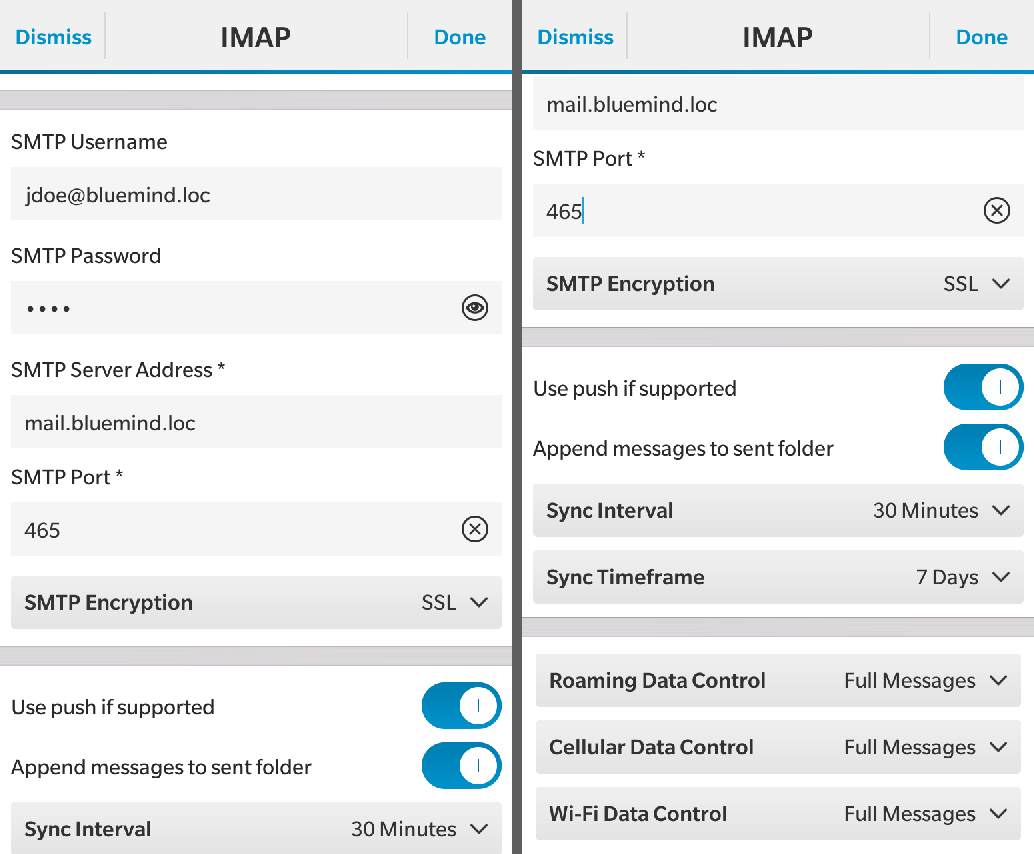 Dismiss IMAP Done
SMTP Username
jdoe@bluemind.loc
SMTP Password
••••
SMTP Server Address *
mail.bluemind.loc
SMTP Port *
465
SMTP Encryption SSL
Use push if supported
Append messages to sent folder
Sync Interval 30 Minutes
Dismiss IMAP Done
mail.bluemind.loc
SMTP Port *
465
SMTP Encryption SSL
Use push if supported
Append messages to sent folder
Sync Interval 30 Minutes
Sync Timeframe 7 Days
Roaming Data Control Full Messages
Cellular Data Control Full Messages
Wi-Fi Data Control Full Messages